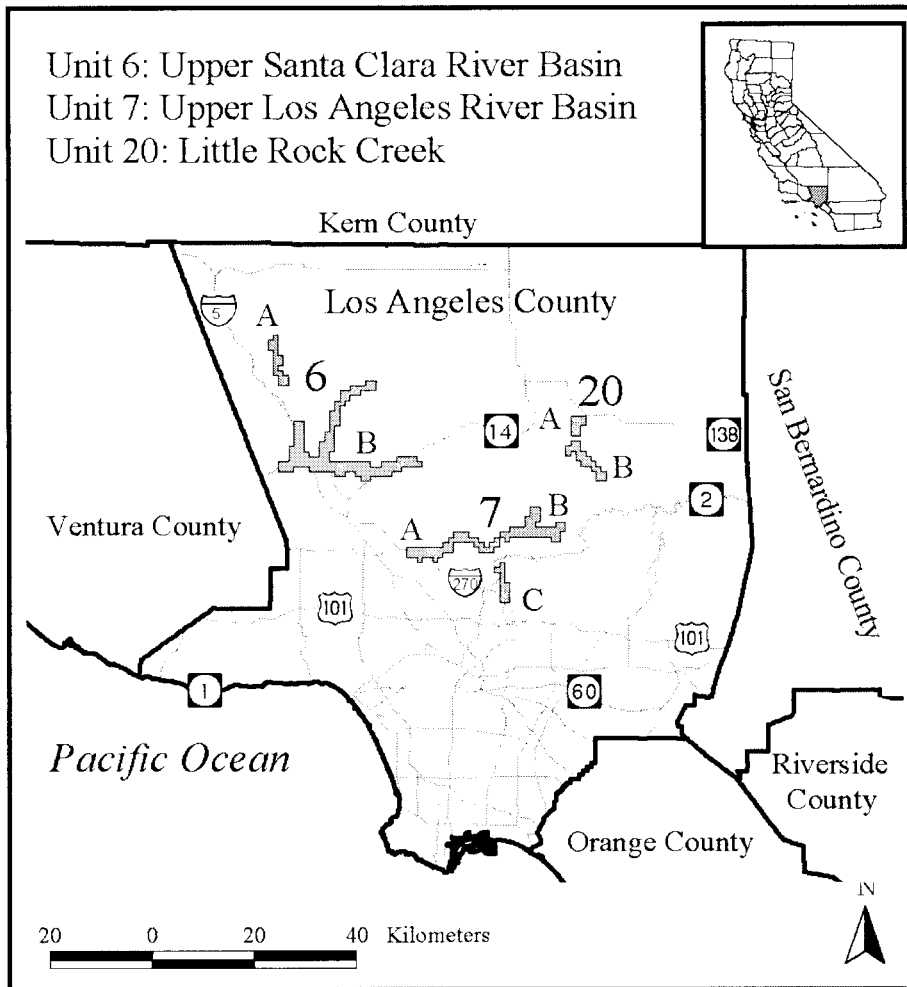 Unit 6: Upper Santa Clara River Basin
Unit 7: Upper Los Angeles River Basin
Unit 20: Little Rock Creek
Kern County
Los Angeles County
5
A
6
20
A
14
138
B
B
2
San Bernardino County
Ventura County
7
B
A
270
C
101
101
1
60
Pacific Ocean
Riverside
County
Orange County
N
20 0 20 40 Kilometers